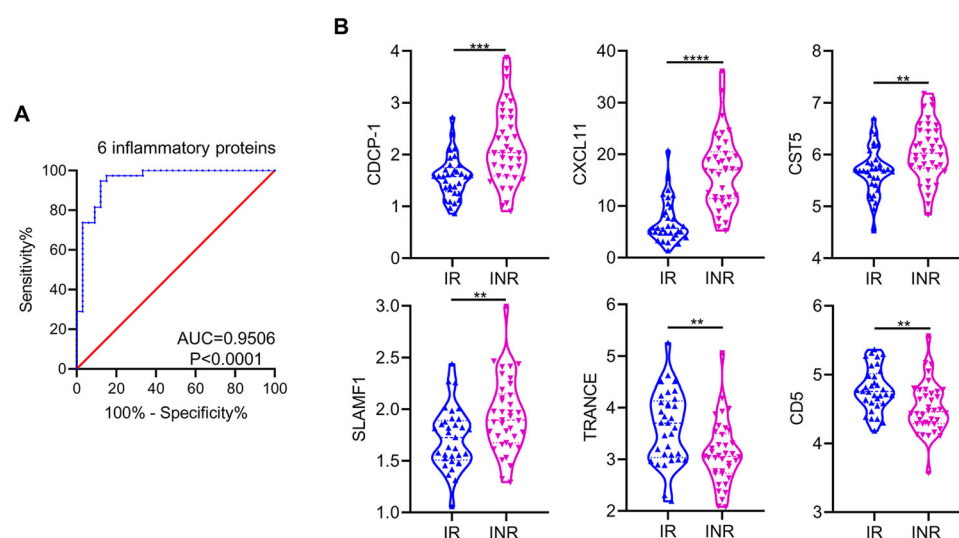 B
A
6 inflammatory proteins
100
80
60
40
20
0
Sensitivity%
AUC=0.9506
P<0.0001
0 20 40 60 80 100
100% - Specificity%
***
4
3
2
1
0
CDCP-1
IR INR
****
40
30
20
10
0
CXCL11
IR INR
**
8
7
6
5
4
CST5
IR INR
**
3.0
2.5
2.0
1.5
1.0
SLAMF1
IR INR
**
6
5
4
3
2
TRANCE
IR INR
**
6
5
4
3
CD5
IR INR